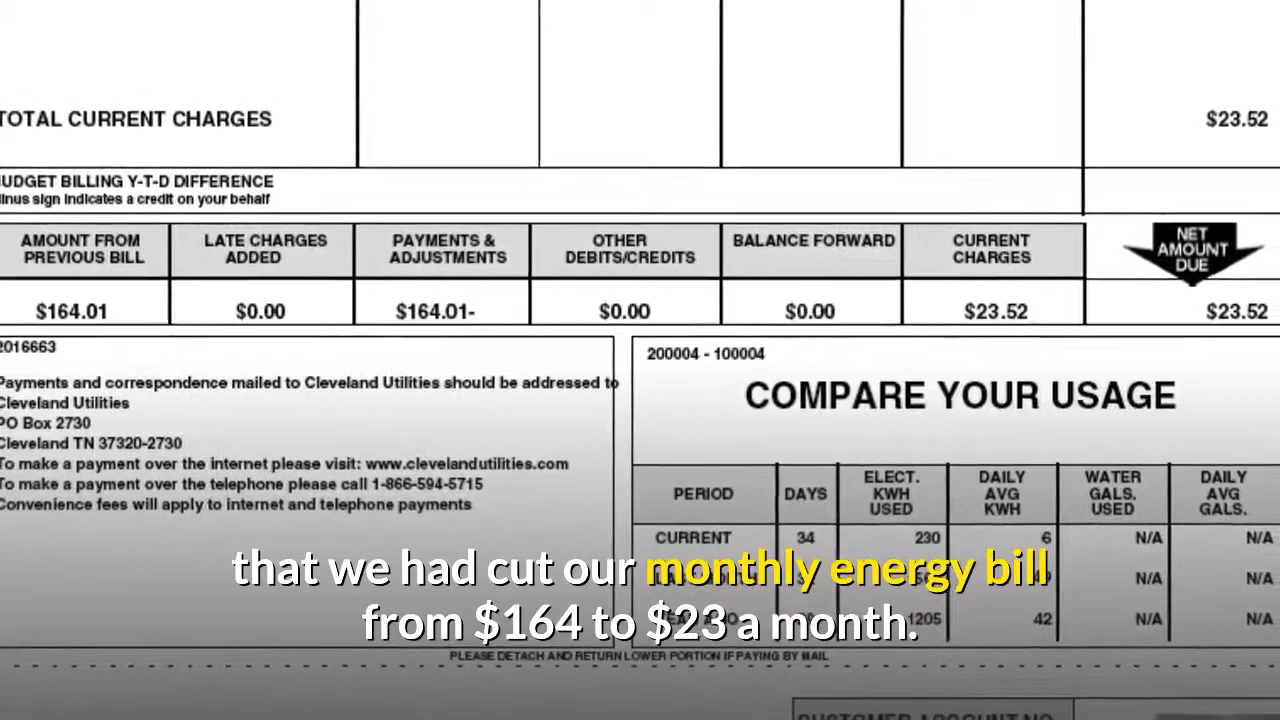 TOTAL CURRENT CHARGES $23.52
UDGET BILLING Y-T-D DIFFERENCE
inus sign indicates a credit on your behalf
AMOUNT FROM PREVIOUS BILL LATE CHARGES ADDED PAYMENTS & ADJUSTMENTS OTHER DEBITS/CREDITS BALANCE FORWARD CURRENT CHARGES NET AMOUNT DUE
$164.01 $0.00 $164.01- $0.00 $0.00 $23.52 $23.52
2016663
Payments and correspondence mailed to Cleveland Utilities should be addressed to
Cleveland Utilities
PO Box 2730
Cleveland TN 37320-2730
To make a payment over the internet please visit: www.clevelandutilities.com
To make a payment over the telephone please call 1-866-594-5715
Convenience fees will apply to internet and telephone payments
200004 - 100004
COMPARE YOUR USAGE
PERIOD DAYS ELECT. KWH USED DAILY AVG KWH WATER GALS. USED DAILY AVG GALS.
CURRENT 34 230 6 N/A N/A
N/A N/A
1205 42 N/A N/A
that we had cut our monthly energy bill
from $164 to $23 a month.
PLEASE DETACH AND RETURN LOWER PORTION IF PAYING BY MAIL
CUSTOMER ACCOUNT NO